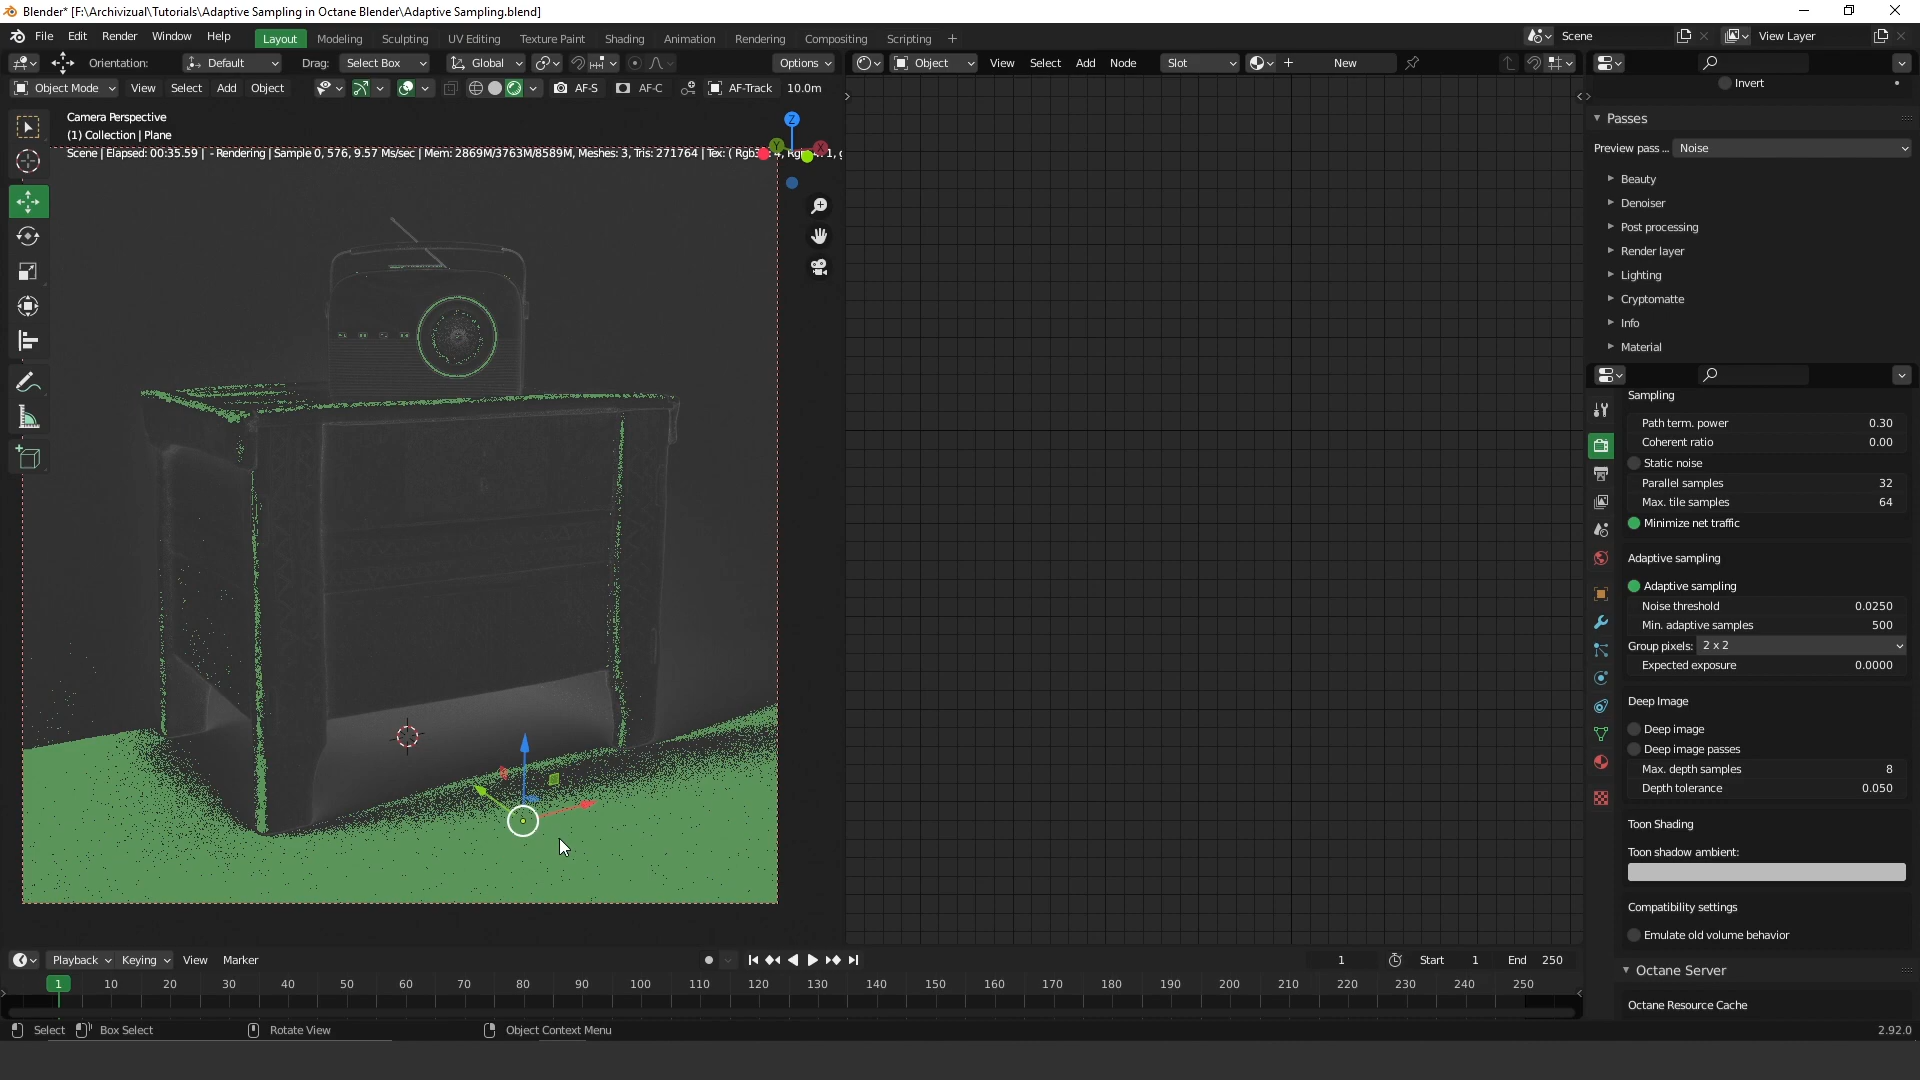 Blender* [F:\Archivizual\Tutorials\Adaptive Sampling in Octane Blender\Adaptive Sampling.blend]
File Edit Render Window Help Layout Modeling Sculpting UV Editing Texture Paint Shading Animation Rendering Compositing Scripting + Scene View Layer
Orientation: Default Drag: Select Box Global Options Object View Select Add Node Slot New
Object Mode View Select Add Object AF-S AF-C AF-Track 10.0m
Invert
Camera Perspective
(1) Collection | Plane
Scene | Elapsed: 00:35.59 | - Rendering | Sample 0, 576, 9.57 Ms/sec | Mem: 2869M/3763M/8589M, Meshes: 3, Tris: 271764 | Tex: (
Z
Y
X
Passes
Preview pass ... Noise
Beauty
Denoiser
Post processing
Render layer
Lighting
Cryptomatte
Info
Material
Sampling
Path term. power 0.30
Coherent ratio 0.00
Static noise
Parallel samples 32
Max. tile samples 64
Minimize net traffic
Adaptive sampling
Adaptive sampling
Noise threshold 0.0250
Min. adaptive samples 500
Group pixels: 2 x 2
Expected exposure 0.0000
Deep Image
Deep image
Deep image passes
Max. depth samples 8
Depth tolerance 0.050
Toon Shading
Toon shadow ambient:
Compatibility settings
Emulate old volume behavior
Octane Server
Octane Resource Cache
Playback Keying View Marker 1 Start 1 End 250
1 10 20 30 40 50 60 70 80 90 100 110 120 130 140 150 160 170 180 190 200 210 220 230 240 250
Select Box Select Rotate View Object Context Menu 2.92.0